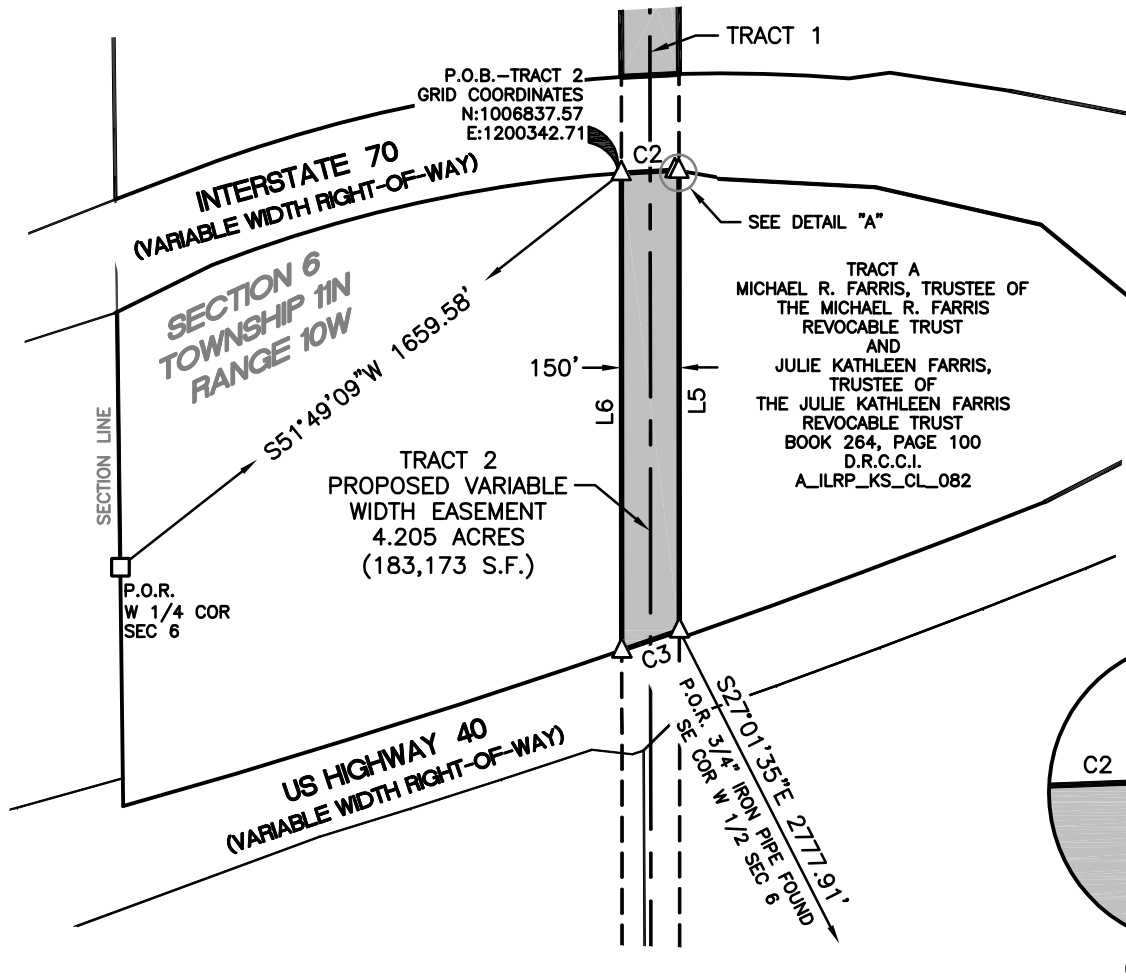 TRACT 1
P.O.B.-TRACT 2
GRID COORDINATES
N:1006837.57
E:1200342.71
C2
INTERSTATE 70
(VARIABLE WIDTH RIGHT-OF-WAY)
SEE DETAIL "A"
SECTION 6
TOWNSHIP 11N
RANGE 10W
S51°49'09"W 1659.58'
TRACT A
MICHAEL R. FARRIS, TRUSTEE OF
THE MICHAEL R. FARRIS
REVOCABLE TRUST
AND
JULIE KATHLEEN FARRIS,
TRUSTEE OF
THE JULIE KATHLEEN FARRIS
REVOCABLE TRUST
BOOK 264, PAGE 100
D.R.C.C.I.
A_ILRP_KS_CL_082
150'
L6
L5
SECTION LINE
TRACT 2
PROPOSED VARIABLE
WIDTH EASEMENT
4.205 ACRES
(183,173 S.F.)
P.O.R.
W 1/4 COR
SEC 6
C3
S27°01'35"E 2777.91'
P.O.R. 3/4" IRON PIPE FOUND
SE COR W 1/2 SEC 6
US HIGHWAY 40
(VARIABLE WIDTH RIGHT-OF-WAY)
C2